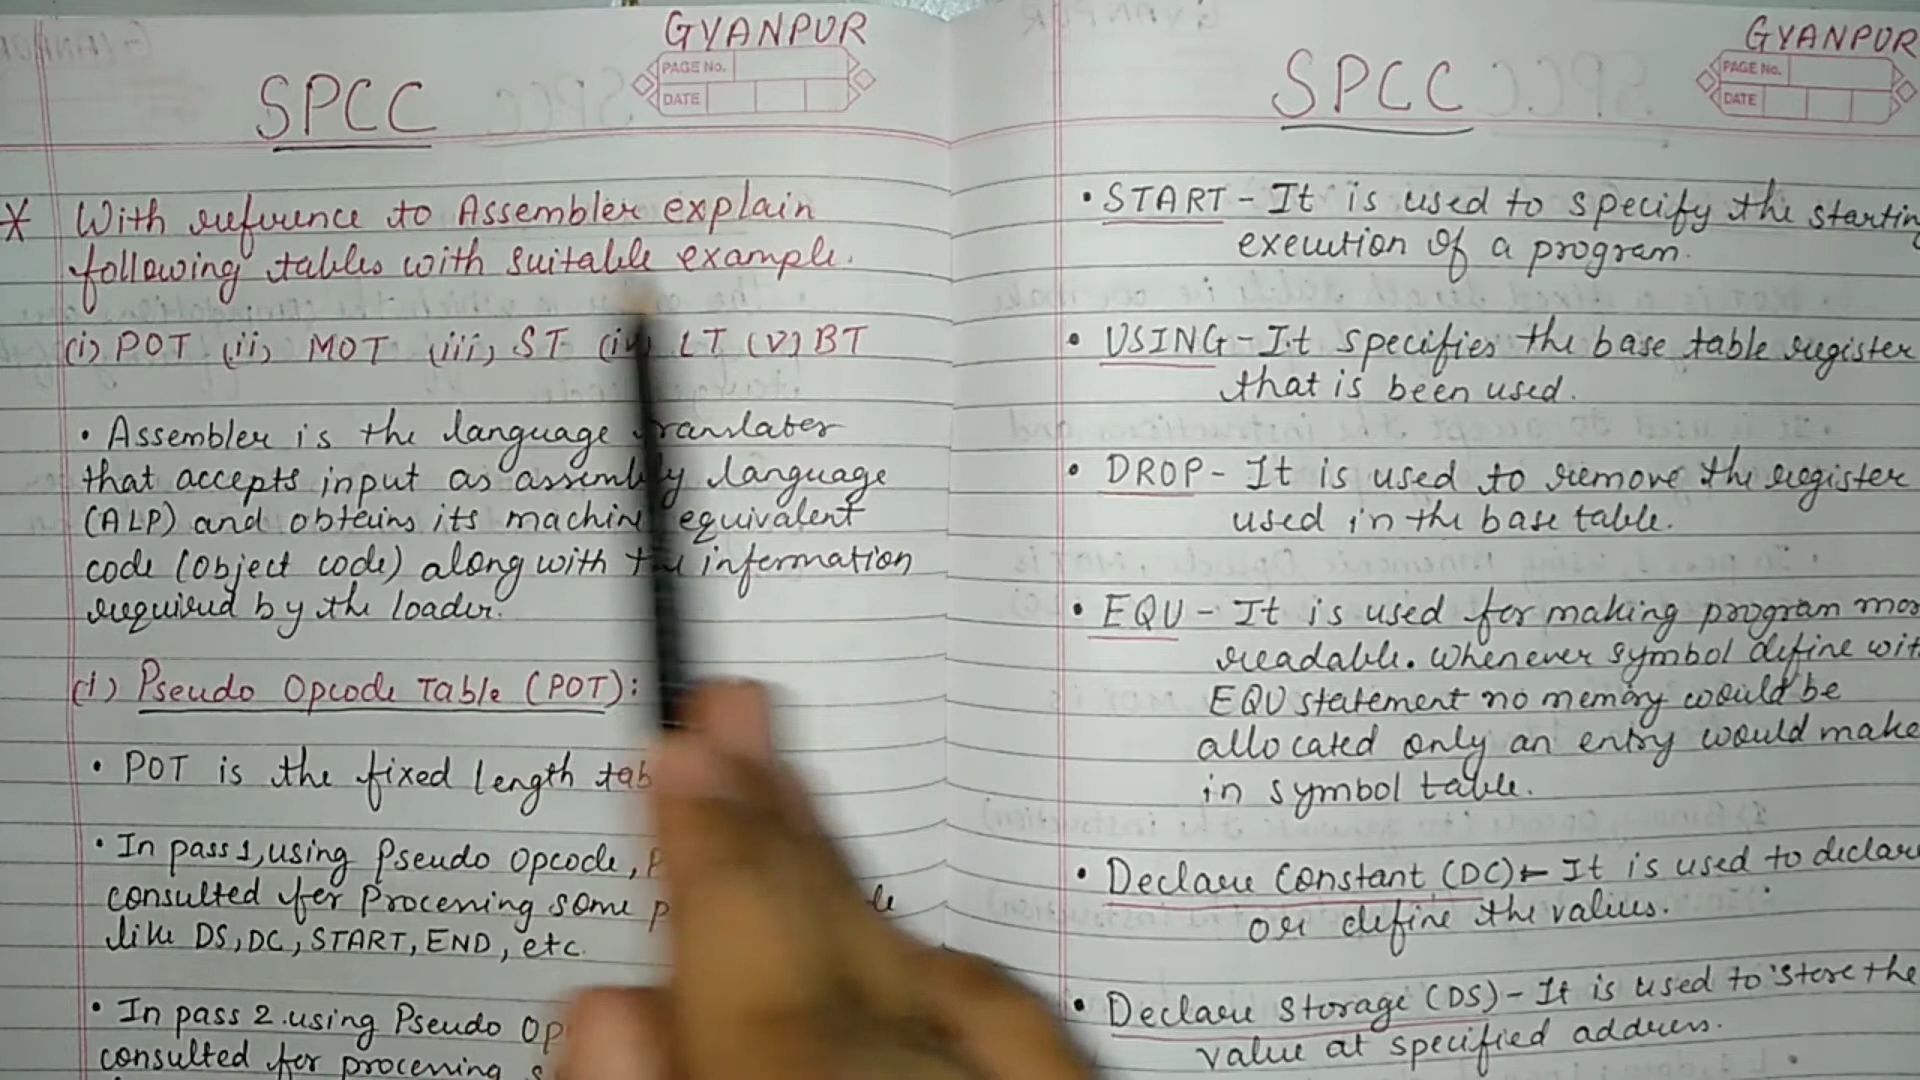 GYANPUR
PAGE No.
DATE
SPCC
* With reference to Assembler explain
following tables with suitable example.
(i) POT (ii) MOT (iii) ST (iv) LT (V) BT
• Assembler is the language translater
that accepts input as assembly language
(ALP) and obtains its machine equivalent
code (object code) along with the information
required by the loader.
(1) Pseudo Opcode Table (POT):
• POT is the fixed length
• In pass 1, using Pseudo opcode,
consulted for Processing some
like DS, DC, START, END, etc.
• In pass 2 using Pseudo
consulted for processing
GYANPUR
PAGE No.
DATE
SPCC
• START - It is used to specify the startin
execution of a program.
• USING - It specifies the base table register
that is been used.
• DROP - It is used to remove the register
used in the base table.
• EQU - It is used for making program mor
readable. Whenever symbol define wit
EQU statement no memory would be
allocated only an entry would make
in symbol table.
• Declare Constant (DC) - It is used to declare
or define the values.
• Declare Storage (DS) - It is used to store the
value at specified address.